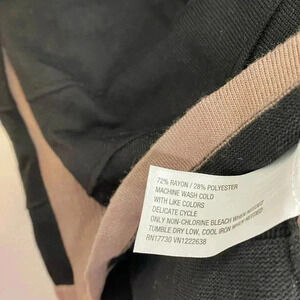 72% RAYON / 28% POLYESTER
MACHINE WASH COLD
WITH LIKE COLORS
DELICATE CYCLE
ONLY NON-CHLORINE BLEACH WHEN NEEDED
TUMBLE DRY LOW, COOL IRON WHEN NEEDED
RN17730 VN1222638